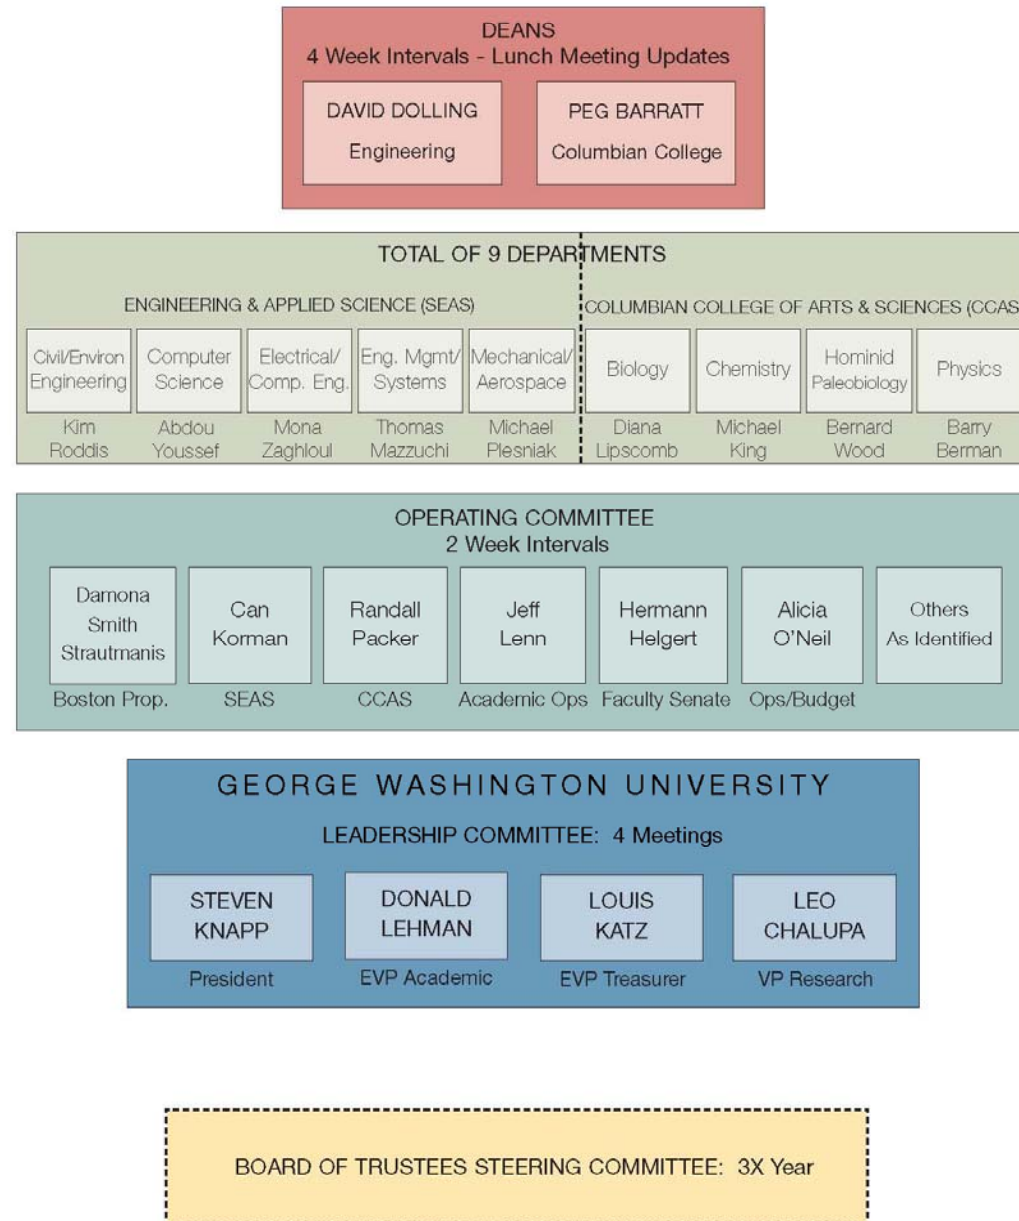 DEANS
4 Week Intervals - Lunch Meeting Updates
DAVID DOLLING
Engineering
PEG BARRATT
Columbian College
TOTAL OF 9 DEPARTMENTS
ENGINEERING & APPLIED SCIENCE (SEAS)
COLUMBIAN COLLEGE OF ARTS & SCIENCES (CCAS
Civil/Environ
Engineering
Kim
Roddis
Computer
Science
Abdou
Youssef
Electrical/
Comp. Eng.
Mona
Zaghloul
Eng. Mgmt/
Systems
Thomas
Mazzuchi
Mechanical/
Aerospace
Michael
Plesniak
Biology
Diana
Lipscomb
Chemistry
Michael
King
Hominid
Paleobiology
Bernard
Wood
Physics
Barry
Berman
OPERATING COMMITTEE
2 Week Intervals
Damona
Smith
Strautmanis
Boston Prop.
Can
Korman
SEAS
Randall
Packer
CCAS
Jeff
Lenn
Academic Ops
Hermann
Helgert
Faculty Senate
Alicia
O'Neil
Ops/Budget
Others
As Identified
GEORGE WASHINGTON UNIVERSITY
LEADERSHIP COMMITTEE: 4 Meetings
STEVEN
KNAPP
President
DONALD
LEHMAN
EVP Academic
LOUIS
KATZ
EVP Treasurer
LEO
CHALUPA
VP Research
BOARD OF TRUSTEES STEERING COMMITTEE: 3X Year